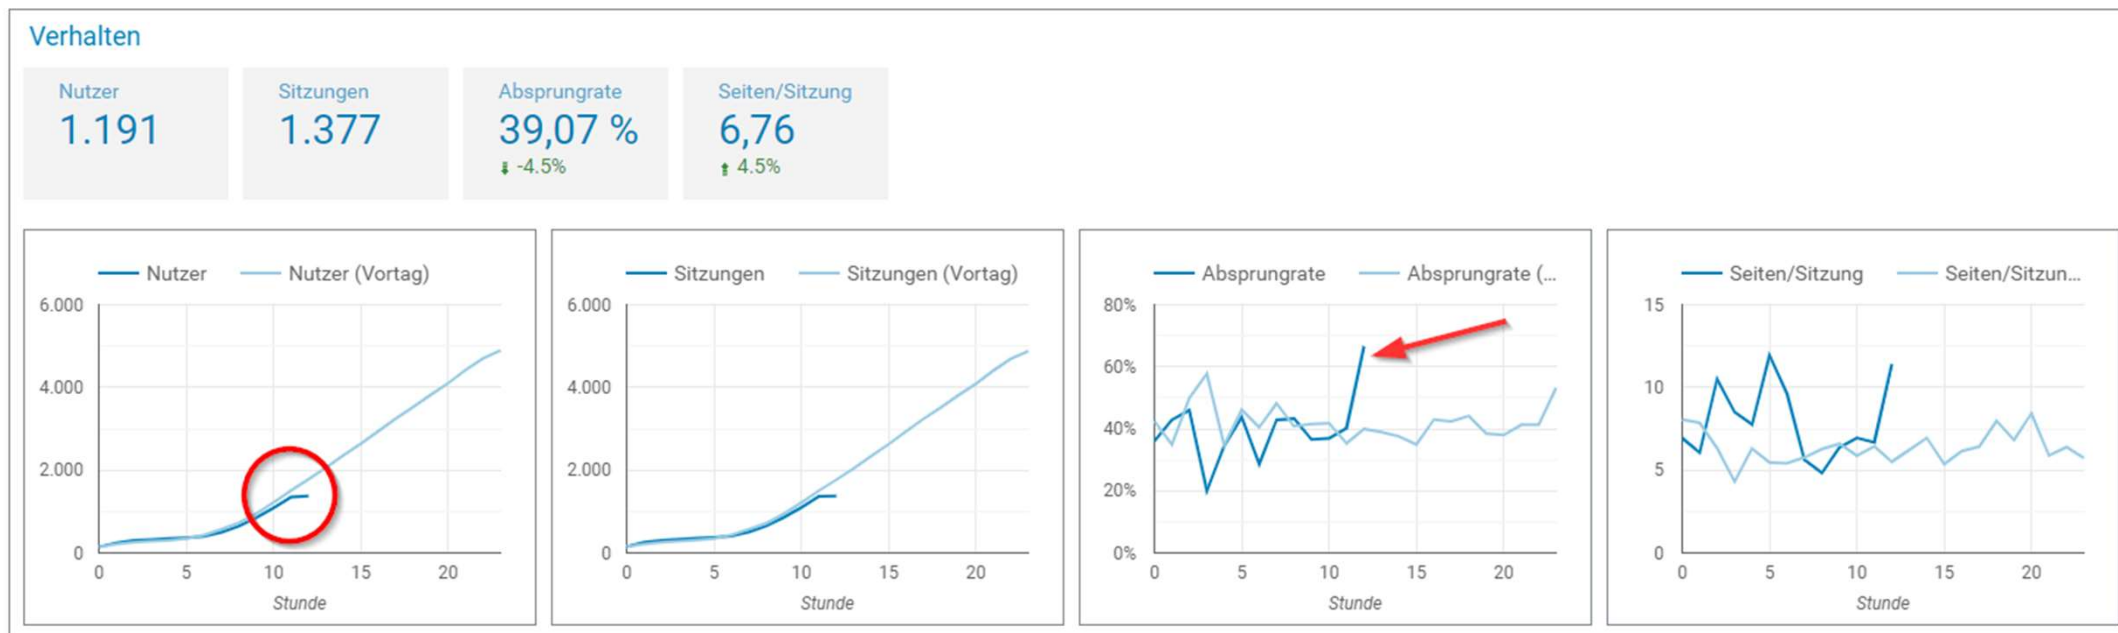 Verhalten
Nutzer
1.191
Sitzungen
1.377
Absprungrate
39,07 %
-4.5%
Seiten/Sitzung
6,76
4.5%
Nutzer Nutzer (Vortag)
6.000
4.000
2.000
0
0 5 10 15 20
Stunde
Sitzungen Sitzungen (Vortag)
6.000
4.000
2.000
0
0 5 10 15 20
Stunde
Absprungrate Absprungrate (...
80%
60%
40%
20%
0%
0 5 10 15 20
Stunde
Seiten/Sitzung Seiten/Sitzun...
15
10
5
0
0 5 10 15 20
Stunde